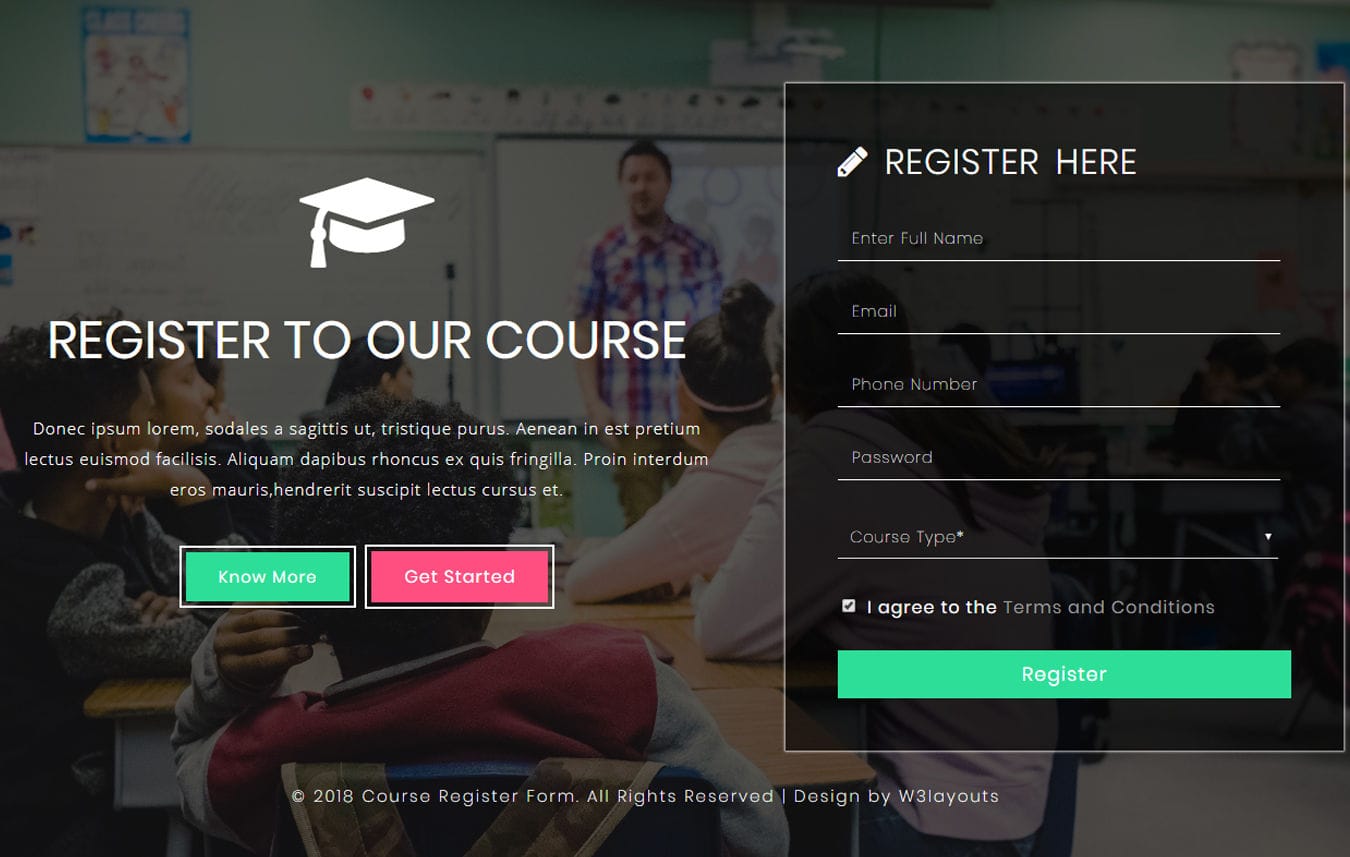 REGISTER TO OUR COURSE
Donec ipsum lorem, sodales a sagittis ut, tristique purus. Aenean in est pretium
lectus euismod facilisis. Aliquam dapibus rhoncus ex quis fringilla. Proin interdum
eros mauris,hendrerit suscipit lectus cursus et.
Know More
Get Started
REGISTER HERE
Enter Full Name
Email
Phone Number
Password
Course Type*
I agree to the Terms and Conditions
Register
© 2018 Course Register Form. All Rights Reserved | Design by W3layouts